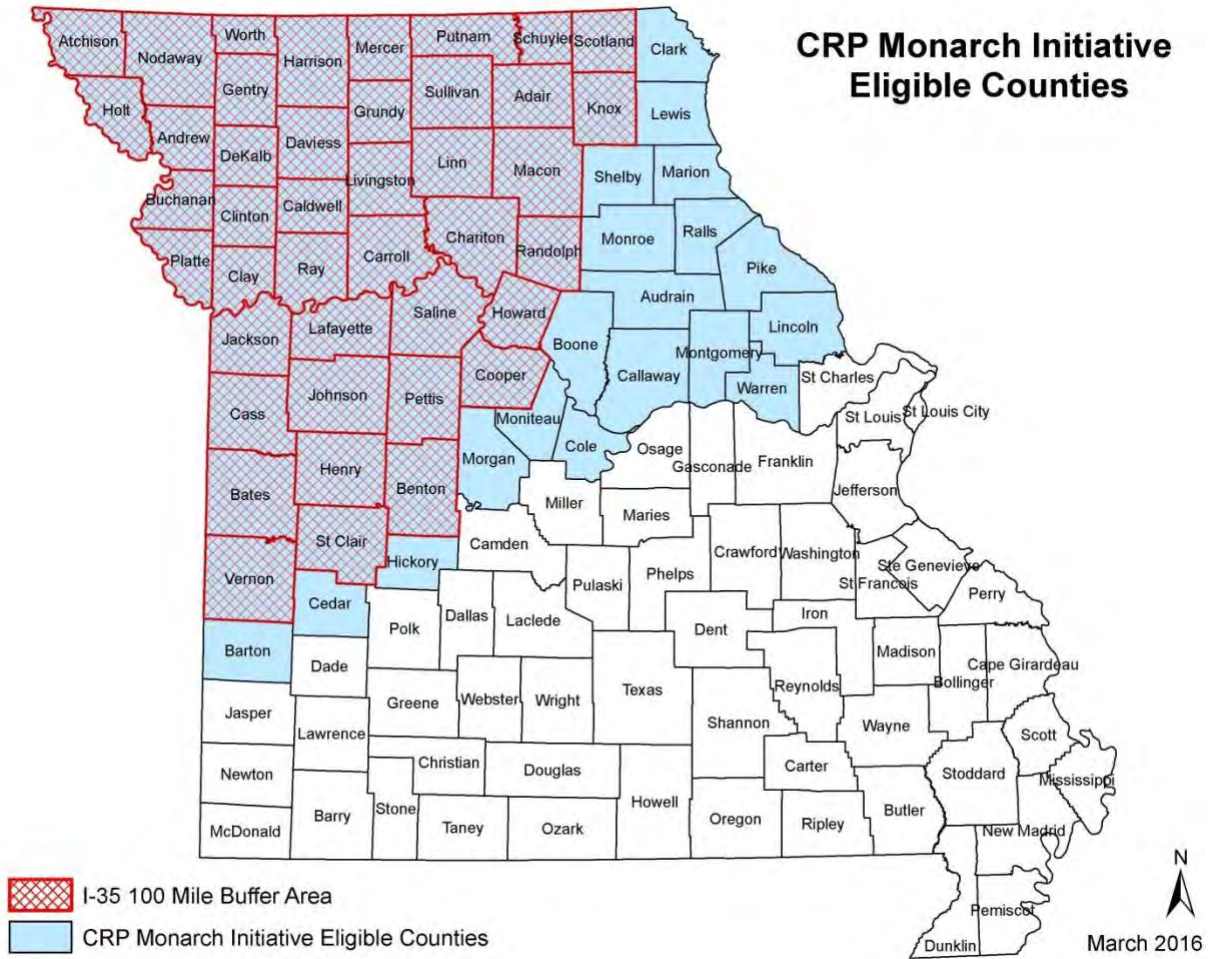 CRP Monarch Initiative
Eligible Counties
Atchison
Nodaway
Worth
Harrison
Mercer
Putnam
Schuyler
Scotland
Clark
Holt
Gentry
Andrew
DeKalb
Daviess
Grundy
Sullivan
Adair
Knox
Lewis
Buchanan
Clinton
Caldwell
Livingston
Linn
Macon
Shelby
Marion
Platte
Clay
Ray
Carroll
Chariton
Randolph
Monroe
Ralls
Pike
Jackson
Lafayette
Saline
Howard
Boone
Audrain
Callaway
Montgomery
Lincoln
Warren
St Charles
St Louis
St Louis City
Cass
Johnson
Pettis
Cooper
Moniteau
Cole
Morgan
Osage
Gasconade
Franklin
Jefferson
Bates
Henry
Benton
Miller
Maries
Vernon
St Clair
Hickory
Camden
Pulaski
Phelps
Crawford
Washington
St Francois
Ste Genevieve
Perry
Cedar
Barton
Dade
Polk
Dallas
Laclede
Dent
Iron
Madison
Cape Girardeau
Bollinger
Reynolds
Jasper
Lawrence
Greene
Webster
Wright
Texas
Shannon
Wayne
Scott
Newton
Christian
Douglas
Howell
Carter
Stoddard
Mississippi
McDonald
Barry
Stone
Taney
Ozark
Oregon
Ripley
Butler
New Madrid
Pemiscot
Dunklin
I-35 100 Mile Buffer Area
CRP Monarch Initiative Eligible Counties
N
March 2016